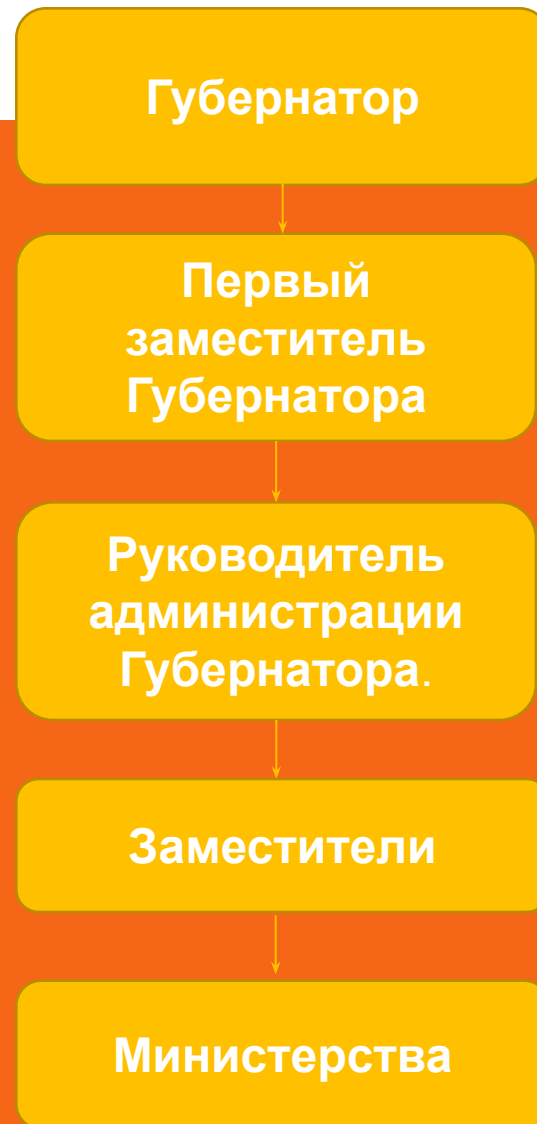 Губернатор
Первый
заместитель
Губернатора
Руководитель
администрации
Губернатора.
Заместители
Министерства